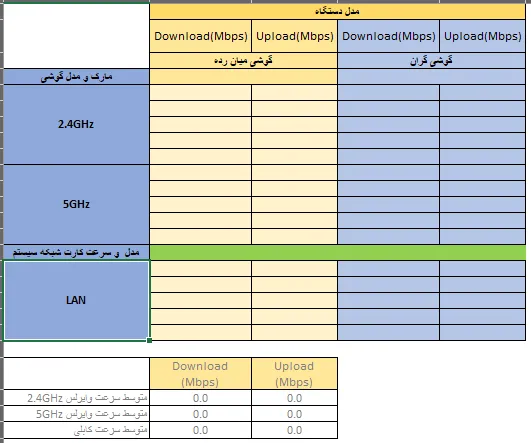 مدل دستگاه
Download(Mbps) Upload(Mbps) Download(Mbps) Upload(Mbps)
گوشی میان رده گوشی گران
مارک و مدل گوشی
2.4GHz
5GHz
مدل و سرعت کارت شبکه سیستم
LAN
Download (Mbps) Upload (Mbps)
متوسط سرعت وایرلس 2.4GHz 0.0 0.0
متوسط سرعت وایرلس 5GHz 0.0 0.0
متوسط سرعت کابلی 0.0 0.0